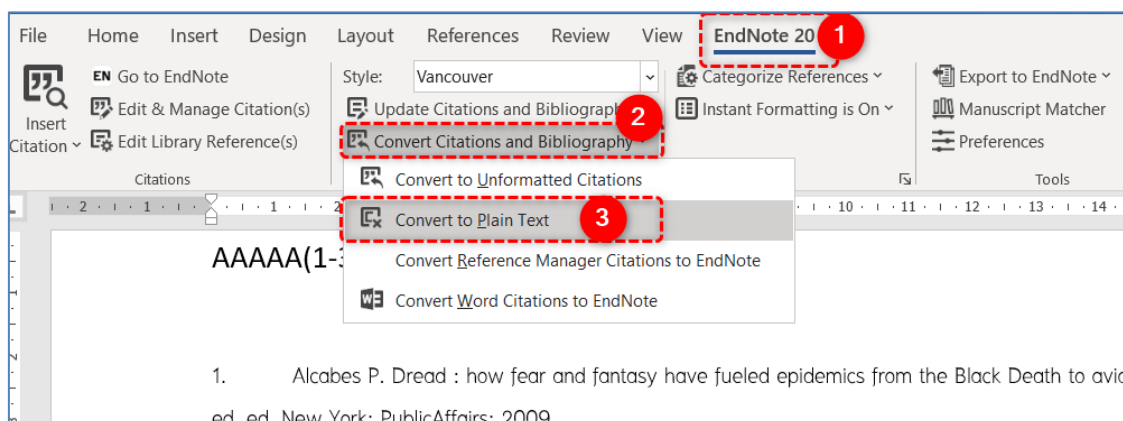 File Home Insert Design Layout References Review View EndNote 20 1
Insert Citation
EN Go to EndNote
Edit & Manage Citation(s)
Edit Library Reference(s)
Citations
Style: Vancouver
Update Citations and
2
Convert Citations and Bibliography
Categorize References
Instant Formatting is On
Export to EndNote
Manuscript Matcher
Preferences
Tools
Convert to Unformatted Citations
Convert to Plain Text 3
Convert Reference Manager Citations to EndNote
Convert Word Citations to EndNote
2 1 1 10 11 12 13 14
AAAAA(1-
1. Alcabes P. Dread : how fear and fantasy have fueled epidemics from the Black Death to
ed. ed. New York: PublicAffairs; 2009